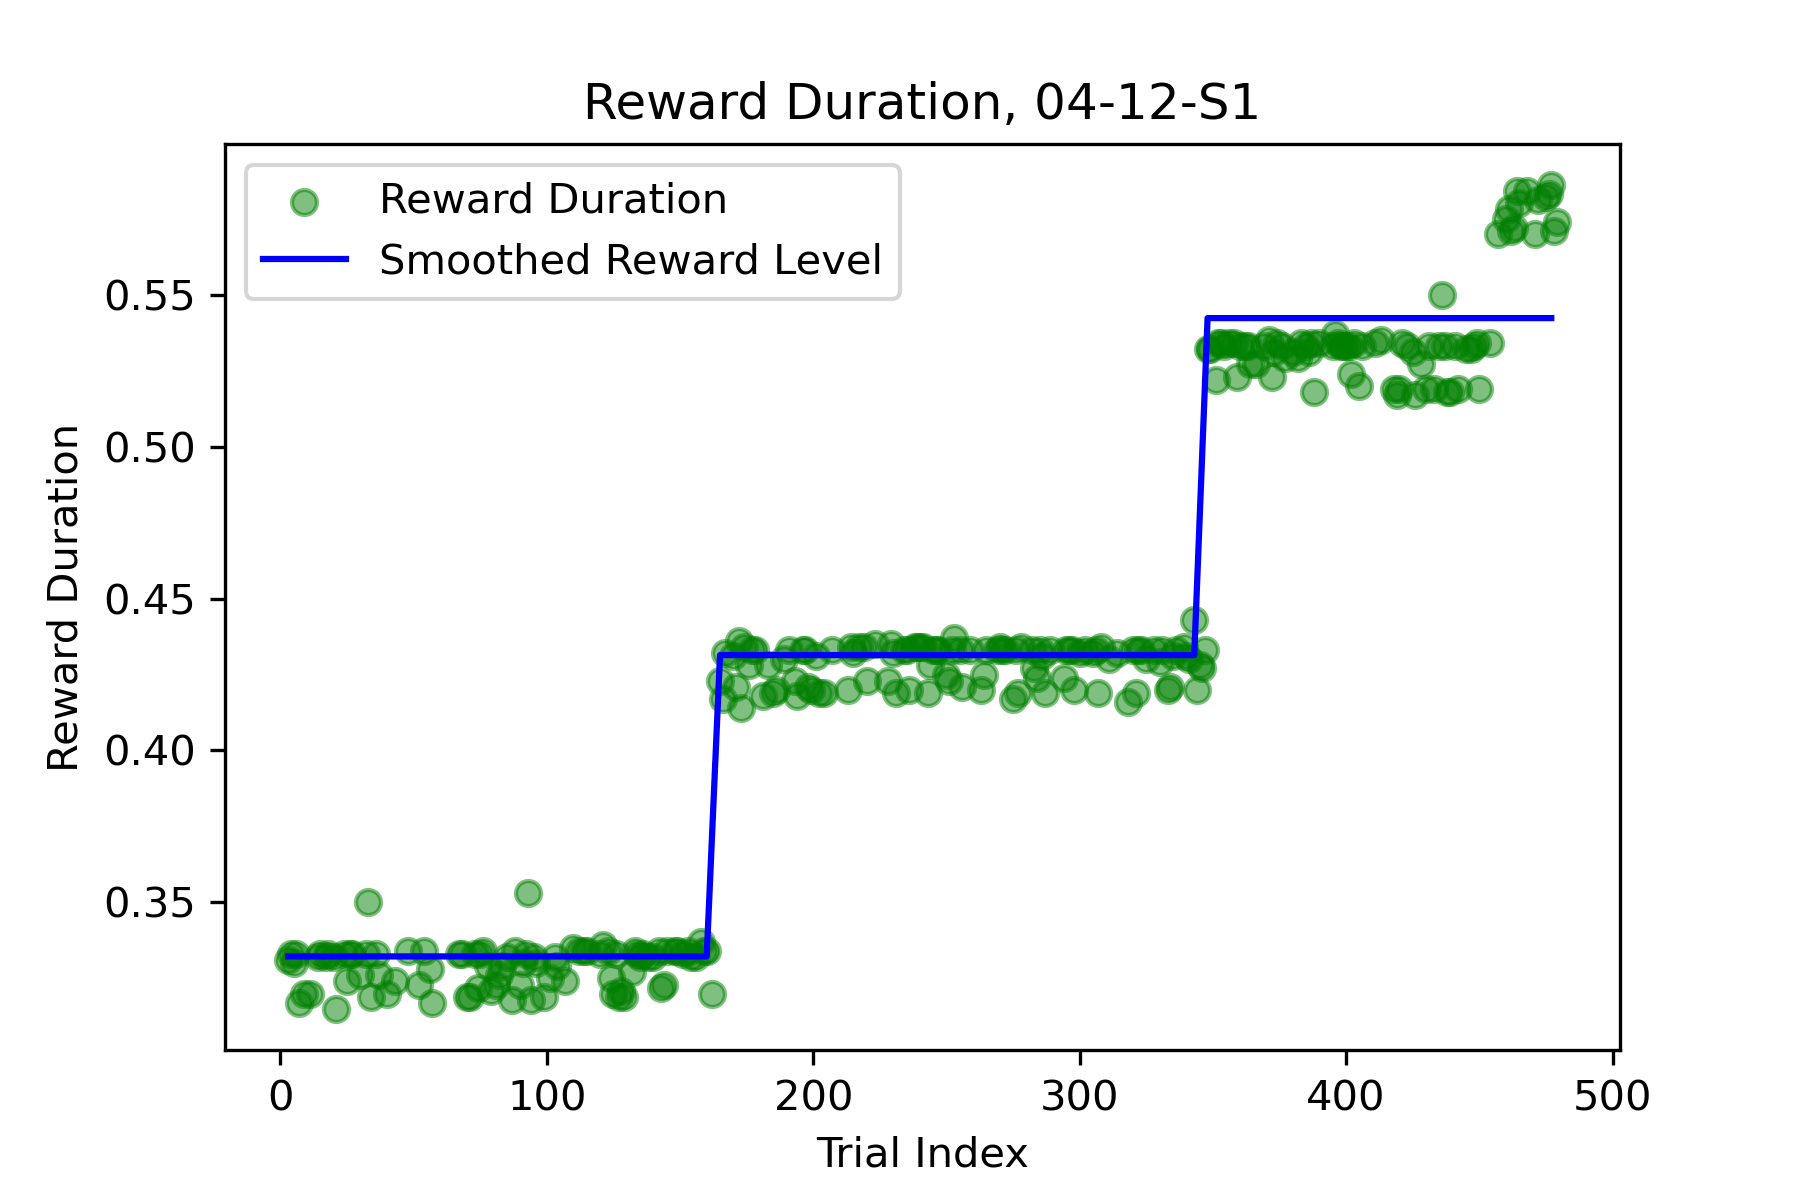 Reward Duration, 04-12-S1
Reward Duration
Smoothed Reward Level
0.55
0.50
0.45
0.40
0.35
Reward Duration
0 100 200 300 400 500
Trial Index